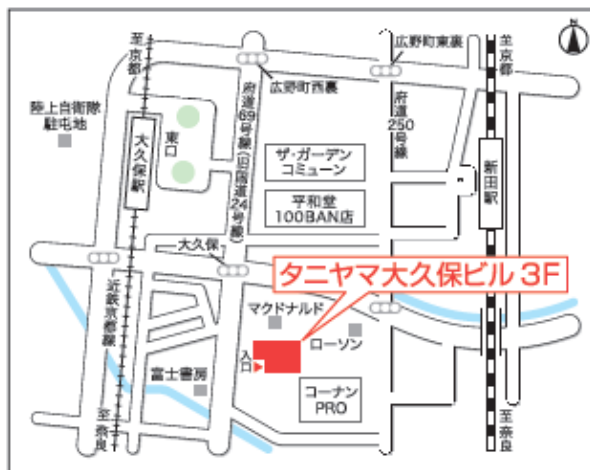 N
至京都
至京都
広野町東裏
広野町西裏
陸上自衛隊
駐屯地
大久保駅
東口
府道69号線(旧国道24号線)
府道250号線
ザ・ガーデン
コミューン
平和堂
100BAN店
新田駅
大久保
タニヤマ大久保ビル 3F
近鉄京都線
マクドナルド
ローソン
入口
富士書房
コーナン
PRO
至奈良
至奈良